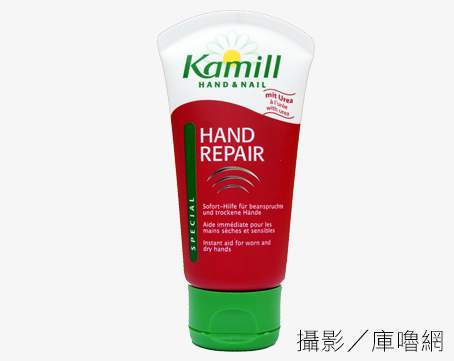 Kamill
HAND & NAIL
mit Urea
à l'urée
with urea
HAND
REPAIR
SPECIAL
Sofort-Hilfe für beanspruchte
und trockene Hände
Aide immédiate pour les
mains sèches et sensibles
Instant aid for worn and
dry hands
攝影／庫嚕網